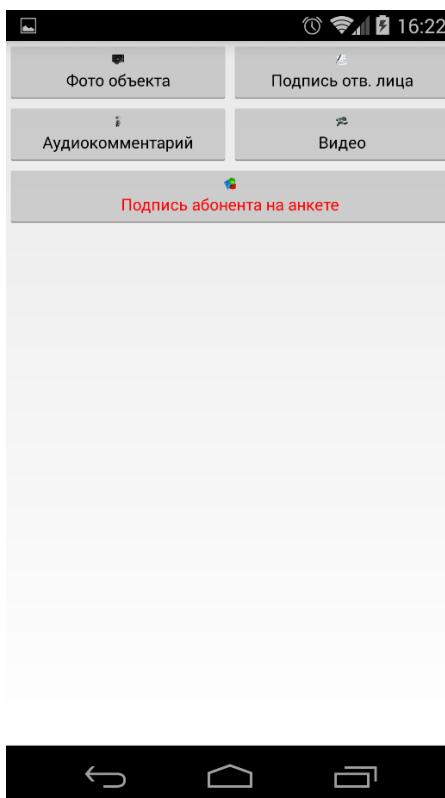 16:22
Фото объекта
Подпись отв. лица
Аудиокомментарий
Видео
Подпись абонента на анкете